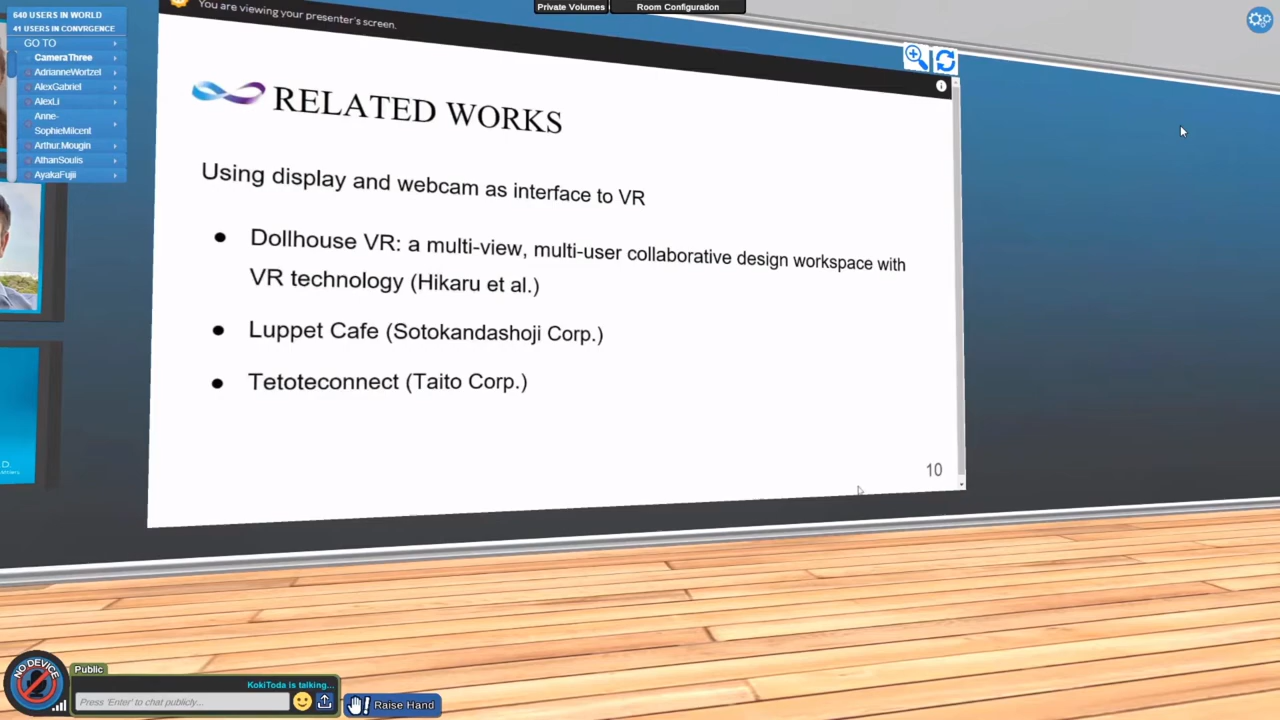 640 USERS IN WORLD
41 USERS IN CONVRGENCE
GO TO
CameraThree
AdrianneWortzel
AlexGabriel
AlexLi
Anne-
SophieMilcent
Arthur.Mougin
AthanSoulis
AyakaFujii
Private Volumes
Room Configuration
You are viewing your presenter's screen.
RELATED WORKS
Using display and webcam as interface to VR
● Dollhouse VR: a multi-view, multi-user collaborative design workspace with
VR technology (Hikaru et al.)
● Luppet Cafe (Sotokandashoji Corp.)
● Tetoteconnect (Taito Corp.)
10
D.
NO DEVICE
Public
KokiToda is talking...
Press 'Enter' to chat publicly...
Raise Hand